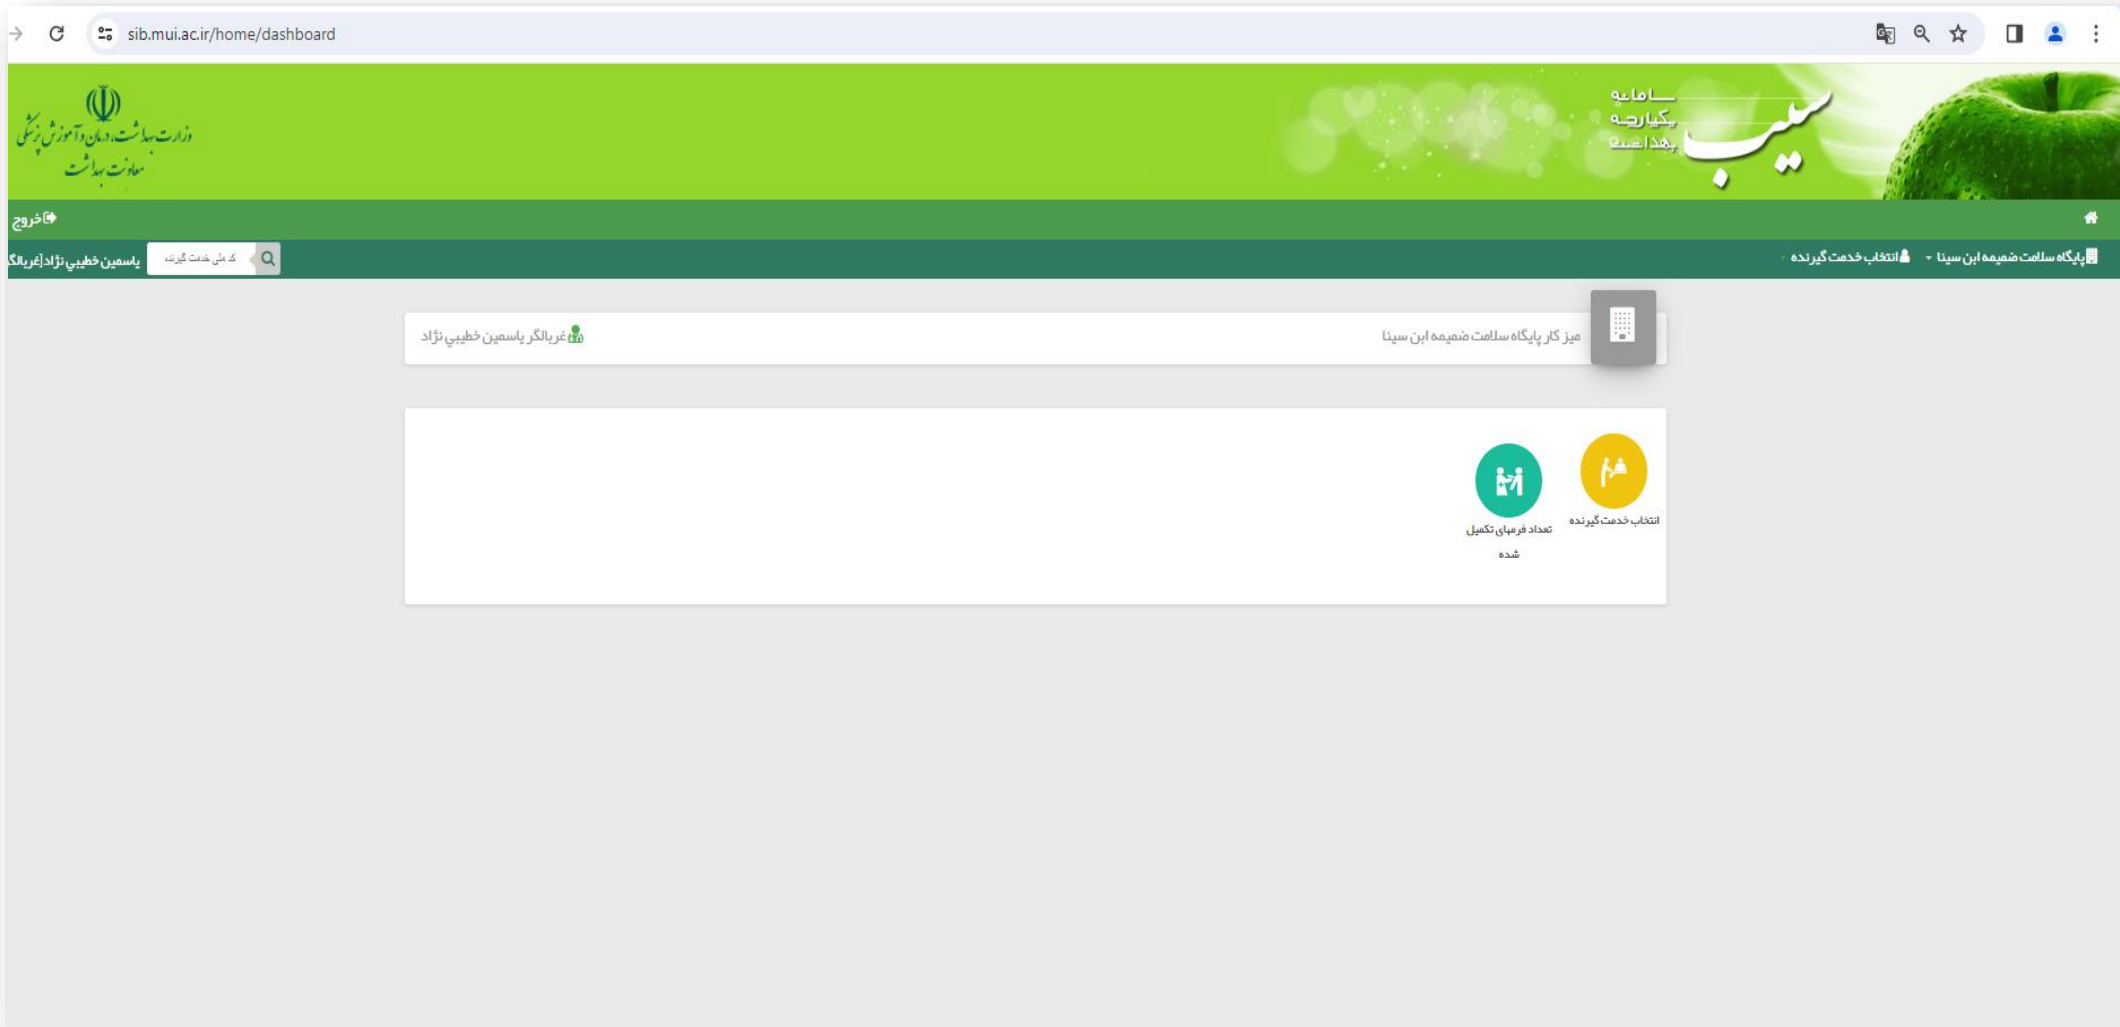 sib.mui.ac.ir/home/dashboard
سیب
سامانه
یکپارچه
بهداشت
وزارت بهداشت، درمان و آموزش پزشکی
معاونت بهداشت
خروج
پایگاه سلامت ضمیمه ابن سینا
انتخاب خدمت گیرنده
کد ملی خدمت گیرنده
یاسمین خطیبي نژاد[غربالگ
میز کار پایگاه سلامت ضمیمه ابن سینا
غربالگر یاسمین خطیبي نژاد
انتخاب خدمت گیرنده
تعداد فرمهای تکمیل
شده